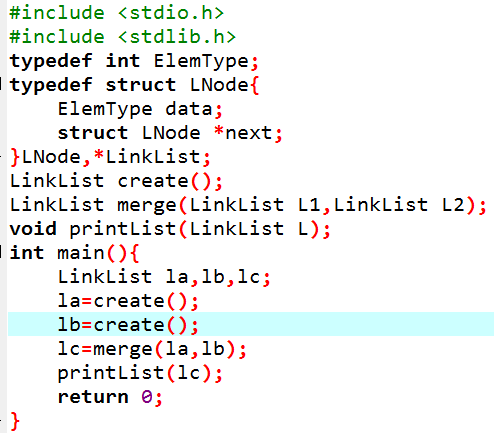 #include <stdio.h>
#include <stdlib.h>
typedef int ElemType;
typedef struct LNode{
    ElemType data;
    struct LNode *next;
}LNode,*LinkList;
LinkList create();
LinkList merge(LinkList L1,LinkList L2);
void printList(LinkList L);
int main(){
    LinkList la,lb,lc;
    la=create();
    lb=create();
    lc=merge(la,lb);
    printList(lc);
    return 0;
}